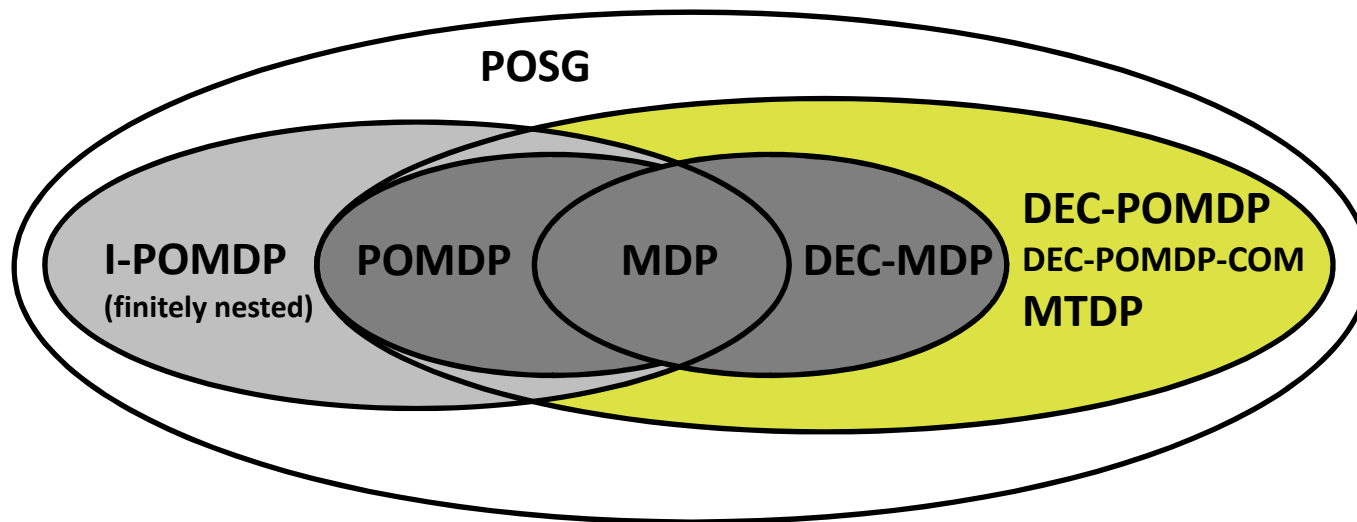 POSG
I-POMDP
(finitely nested)
POMDP
MDP
DEC-MDP
DEC-POMDP
DEC-POMDP-COM
MTDP